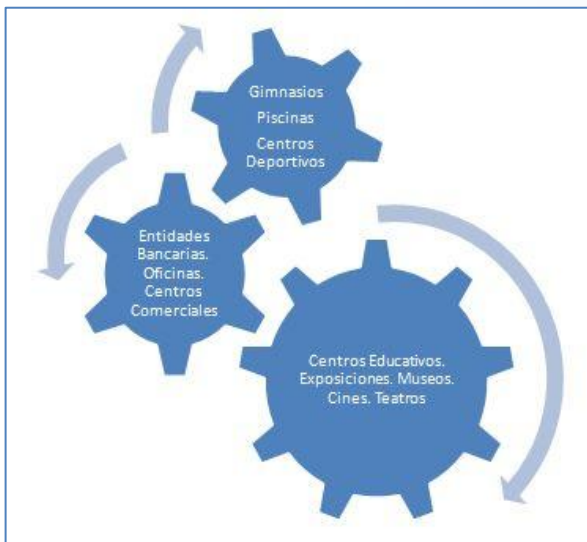 Gimnasios
Piscinas
Centros
Deportivos
Entidades
Bancarias.
Oficinas.
Centros
Comerciales
Centros Educativos.
Exposiciones. Museos.
Cines. Teatros